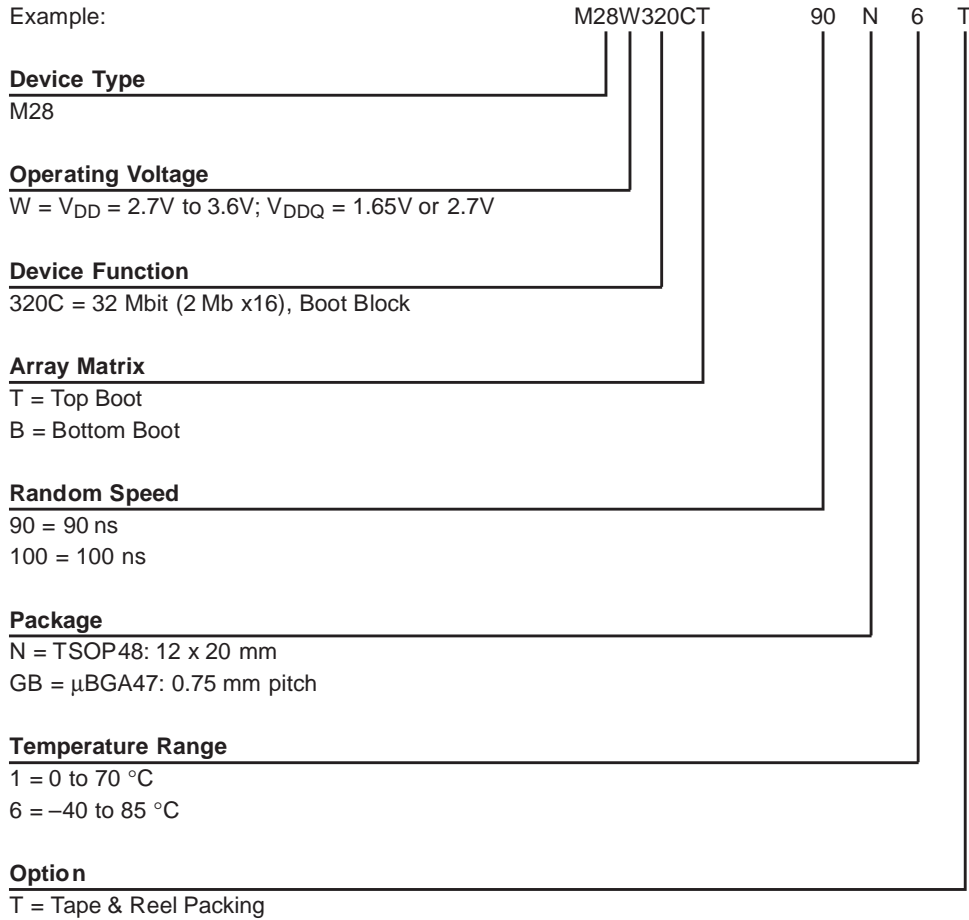 Example: M28W320CT 90 N 6 T
Device Type
M28
Operating Voltage
W = VDD = 2.7V to 3.6V; VDDQ = 1.65V or 2.7V
Device Function
320C = 32 Mbit (2 Mb x16), Boot Block
Array Matrix
T = Top Boot
B = Bottom Boot
Random Speed
90 = 90 ns
100 = 100 ns
Package
N = TSOP48: 12 x 20 mm
GB = μBGA47: 0.75 mm pitch
Temperature Range
1 = 0 to 70 °C
6 = –40 to 85 °C
Option
T = Tape & Reel Packing